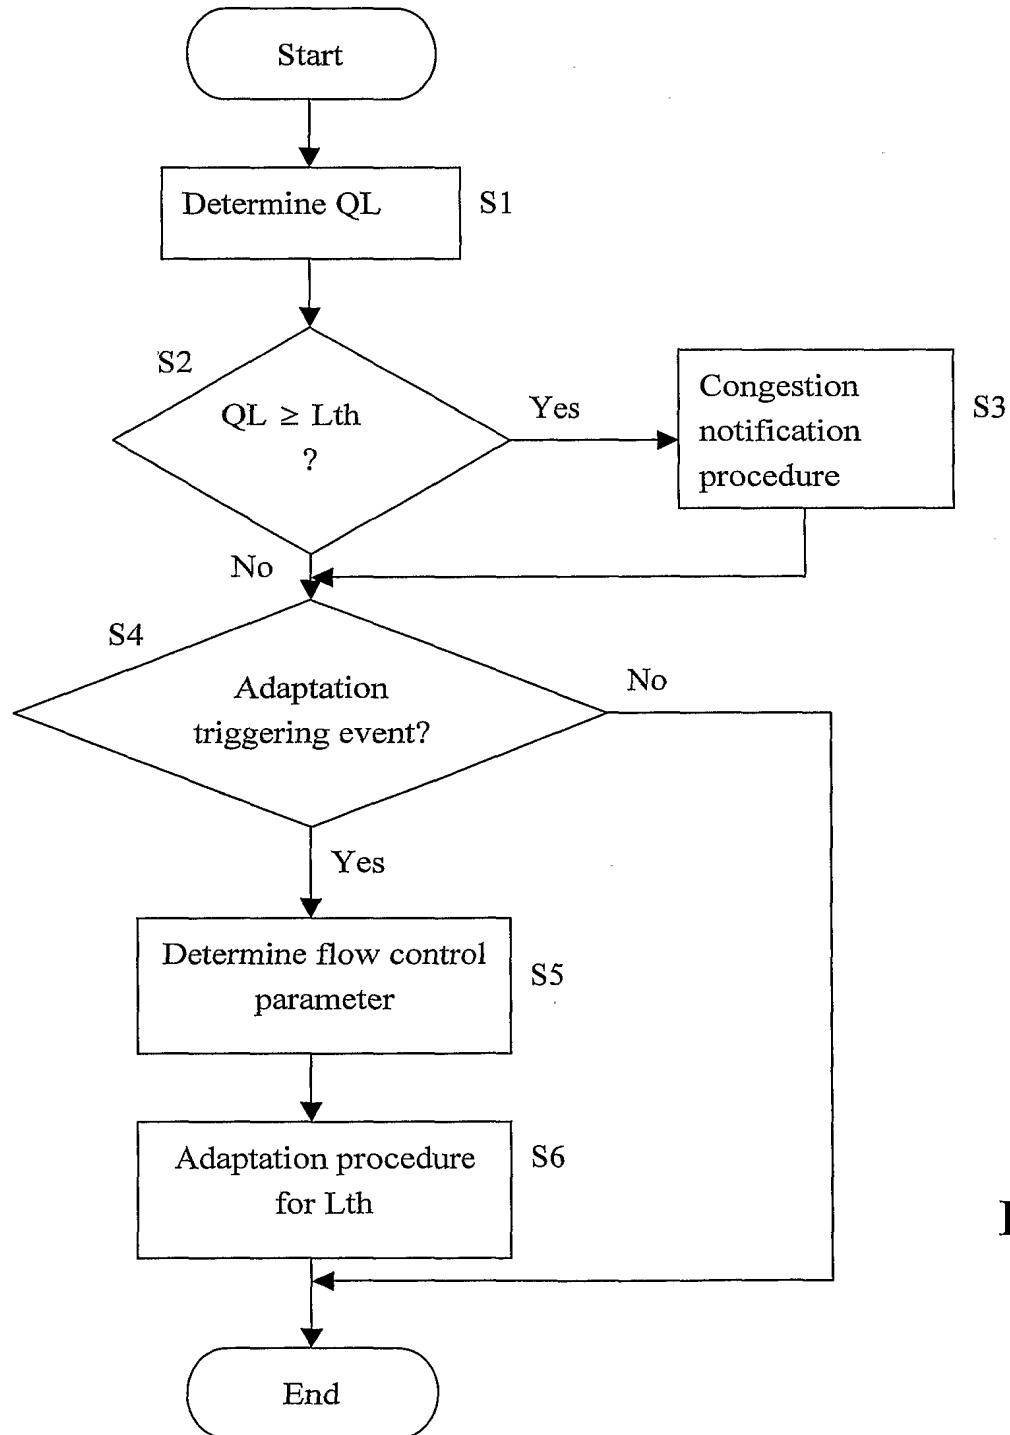 Start
Determine QL
S1
S2
QL ≥ Lth
?
Yes
Congestion
notification
procedure
S3
No
S4
Adaptation
triggering event?
No
Yes
Determine flow control
parameter
S5
Adaptation procedure
for Lth
S6
End